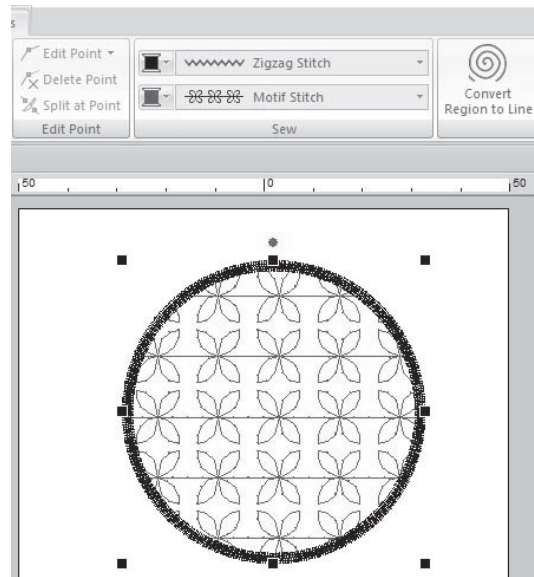 s
Edit Point
Delete Point
Split at Point
Edit Point
Zigzag Stitch
Motif Stitch
Sew
Convert
Region to Line
50 0 50